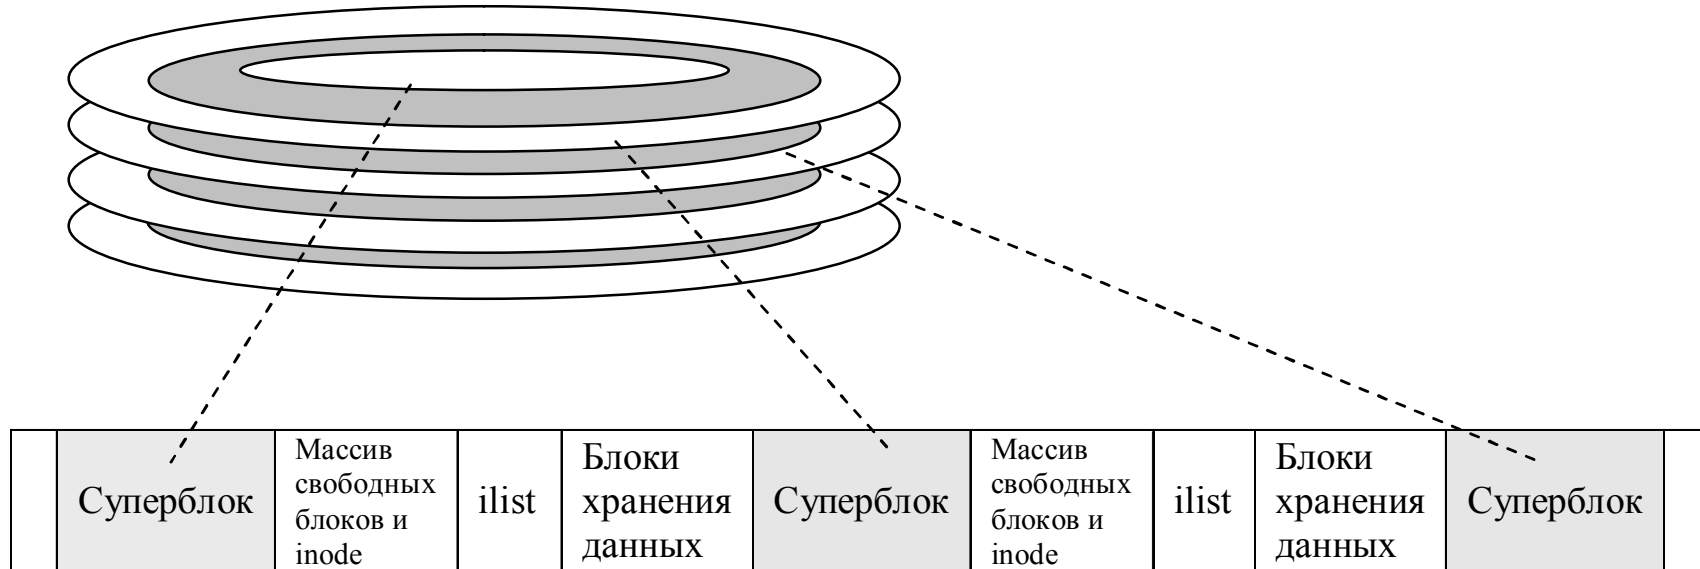 Суперблок
Массив
свободных
блоков и
inode
ilist
Блоки
хранения
данных
Суперблок
Массив
свободных
блоков и
inode
ilist
Блоки
хранения
данных
Суперблок